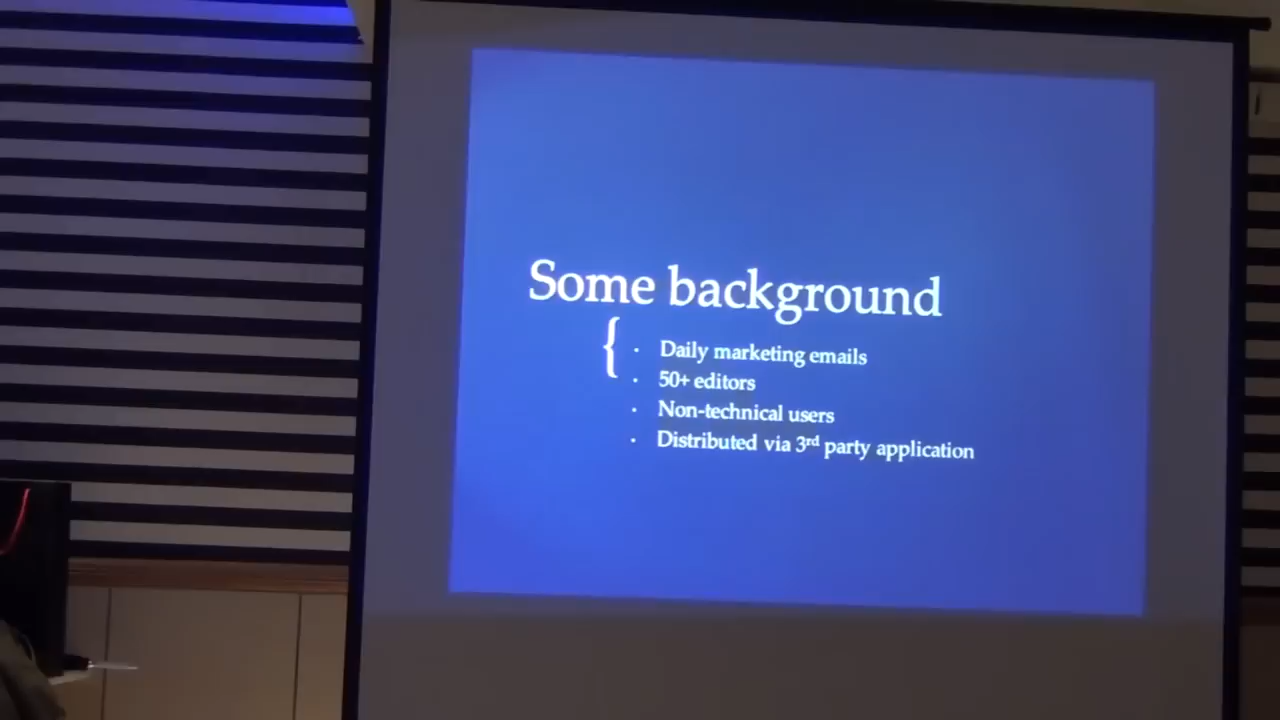 Some background
{
· Daily marketing emails
· 50+ editors
· Non-technical users
· Distributed via 3rd party application